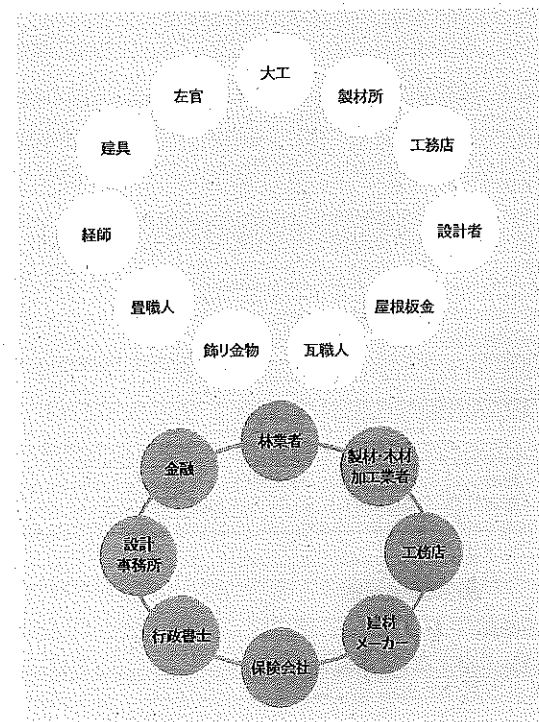 大工
製材所
工務店
設計者
屋根板金
瓦職人
飾り金物
畳職人
経師
建具
左官
林業者
製材・木材
加工業者
工務店
建材
メーカー
保険会社
行政書士
設計
事務所
金融